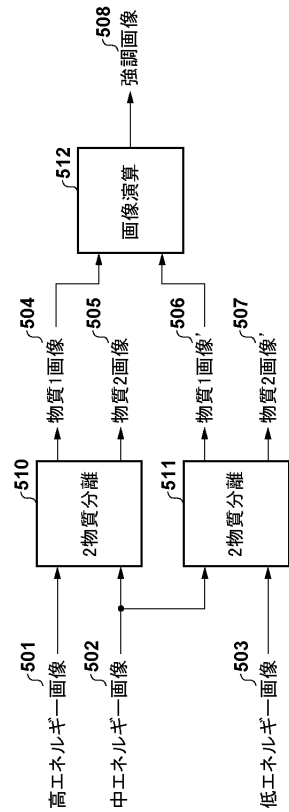 501
高エネルギー画像
502
中エネルギー画像
503
低エネルギー画像
510
2物質分離
511
2物質分離
504
物質1画像
505
物質2画像
506
物質1画像'
507
物質2画像'
512
画像演算
508
強調画像